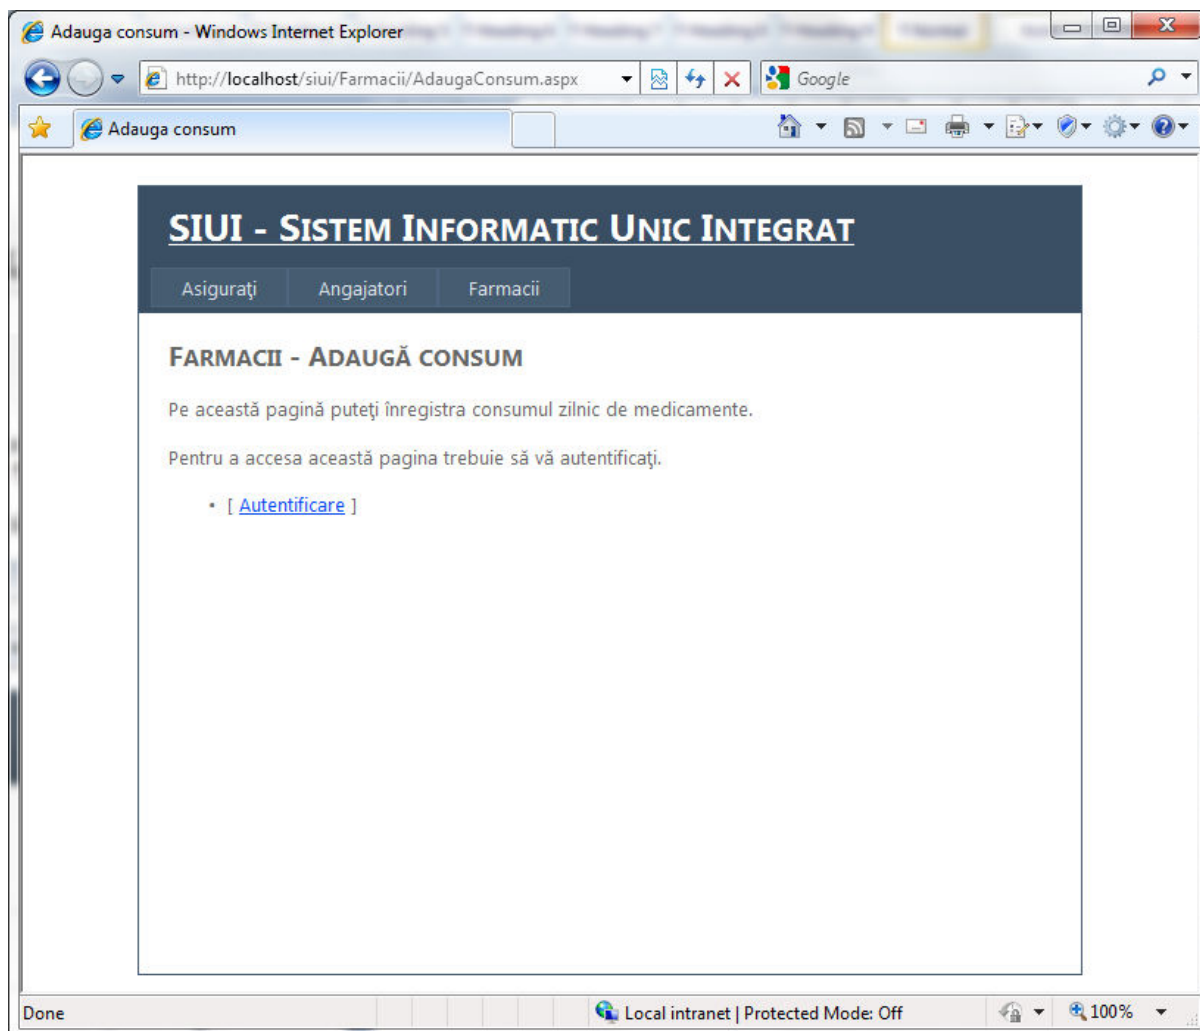 Adauga consum - Windows Internet Explorer
http://localhost/siui/Farmacii/AdaugaConsum.aspx
Google
Adauga consum
SIUI - SISTEM INFORMATIC UNIC INTEGRAT
Asiguraţi Angajatori Farmacii
FARMACII - ADAUGĂ CONSUM
Pe această pagină puteţi înregistra consumul zilnic de medicamente.
Pentru a accesa această pagina trebuie să vă autentificaţi.
• [ Autentificare ]
Done
Local intranet | Protected Mode: Off
100%